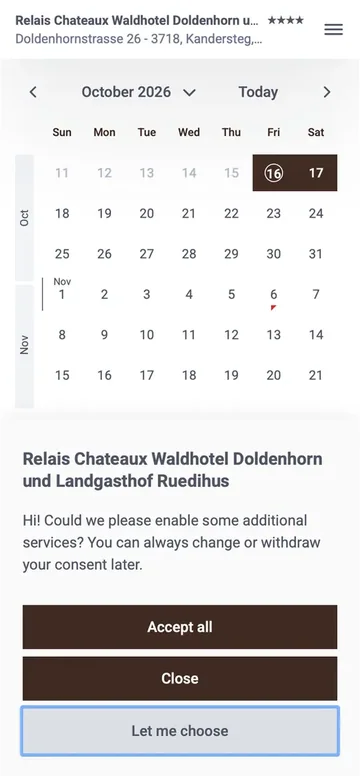 Relais Chateaux Waldhotel Doldenhorn u... ★★★★
Doldenhornstrasse 26 - 3718, Kandersteg,...
October 2026 Today
Sun Mon Tue Wed Thu Fri Sat
Oct
11 12 13 14 15 16 17
18 19 20 21 22 23 24
25 26 27 28 29 30 31
Nov
Nov
1 2 3 4 5 6 7
8 9 10 11 12 13 14
15 16 17 18 19 20 21
Relais Chateaux Waldhotel Doldenhorn
und Landgasthof Ruedihus
Hi! Could we please enable some additional
services? You can always change or withdraw
your consent later.
Accept all
Close
Let me choose